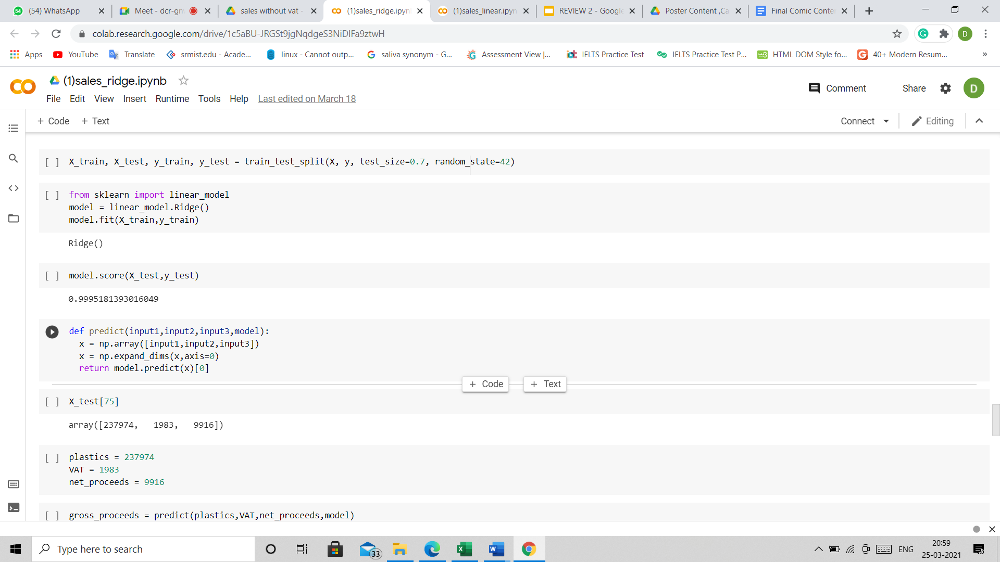 (54) WhatsApp
Meet - dcr-gnv
sales without vat -
(1)sales_ridge.ipyn
(1)sales_linear.ipyn
REVIEW 2 - Google
Poster Content ,Ca
Final Comic Conte
colab.research.google.com/drive/1c5aBU-JRGSt9jgNqdgeS3NiDIFa9ztwH
Apps
YouTube
Translate
srmist.edu - Acade...
linux - Cannot outp...
saliva synonym - G...
Assessment View |...
IELTS Practice Test
IELTS Practice Test P...
HTML DOM Style fo...
40+ Modern Resum...
»
(1)sales_ridge.ipynb
File Edit View Insert Runtime Tools Help Last edited on March 18
Comment
Share
D
+ Code + Text
Connect
Editing
[ ] X_train, X_test, y_train, y_test = train_test_split(X, y, test_size=0.7, random_state=42)
[ ] from sklearn import linear_model
model = linear_model.Ridge()
model.fit(X_train,y_train)
Ridge()
[ ] model.score(X_test,y_test)
0.9995181393016049
def predict(input1,input2,input3,model):
x = np.array([input1,input2,input3])
x = np.expand_dims(x,axis=0)
return model.predict(x)[0]
+ Code + Text
[ ] X_test[75]
array([237974,   1983,   9916])
[ ] plastics = 237974
VAT = 1983
net_proceeds = 9916
[ ] gross_proceeds = predict(plastics,VAT,net_proceeds,model)
Type here to search
33
ENG
20:59
25-03-2021